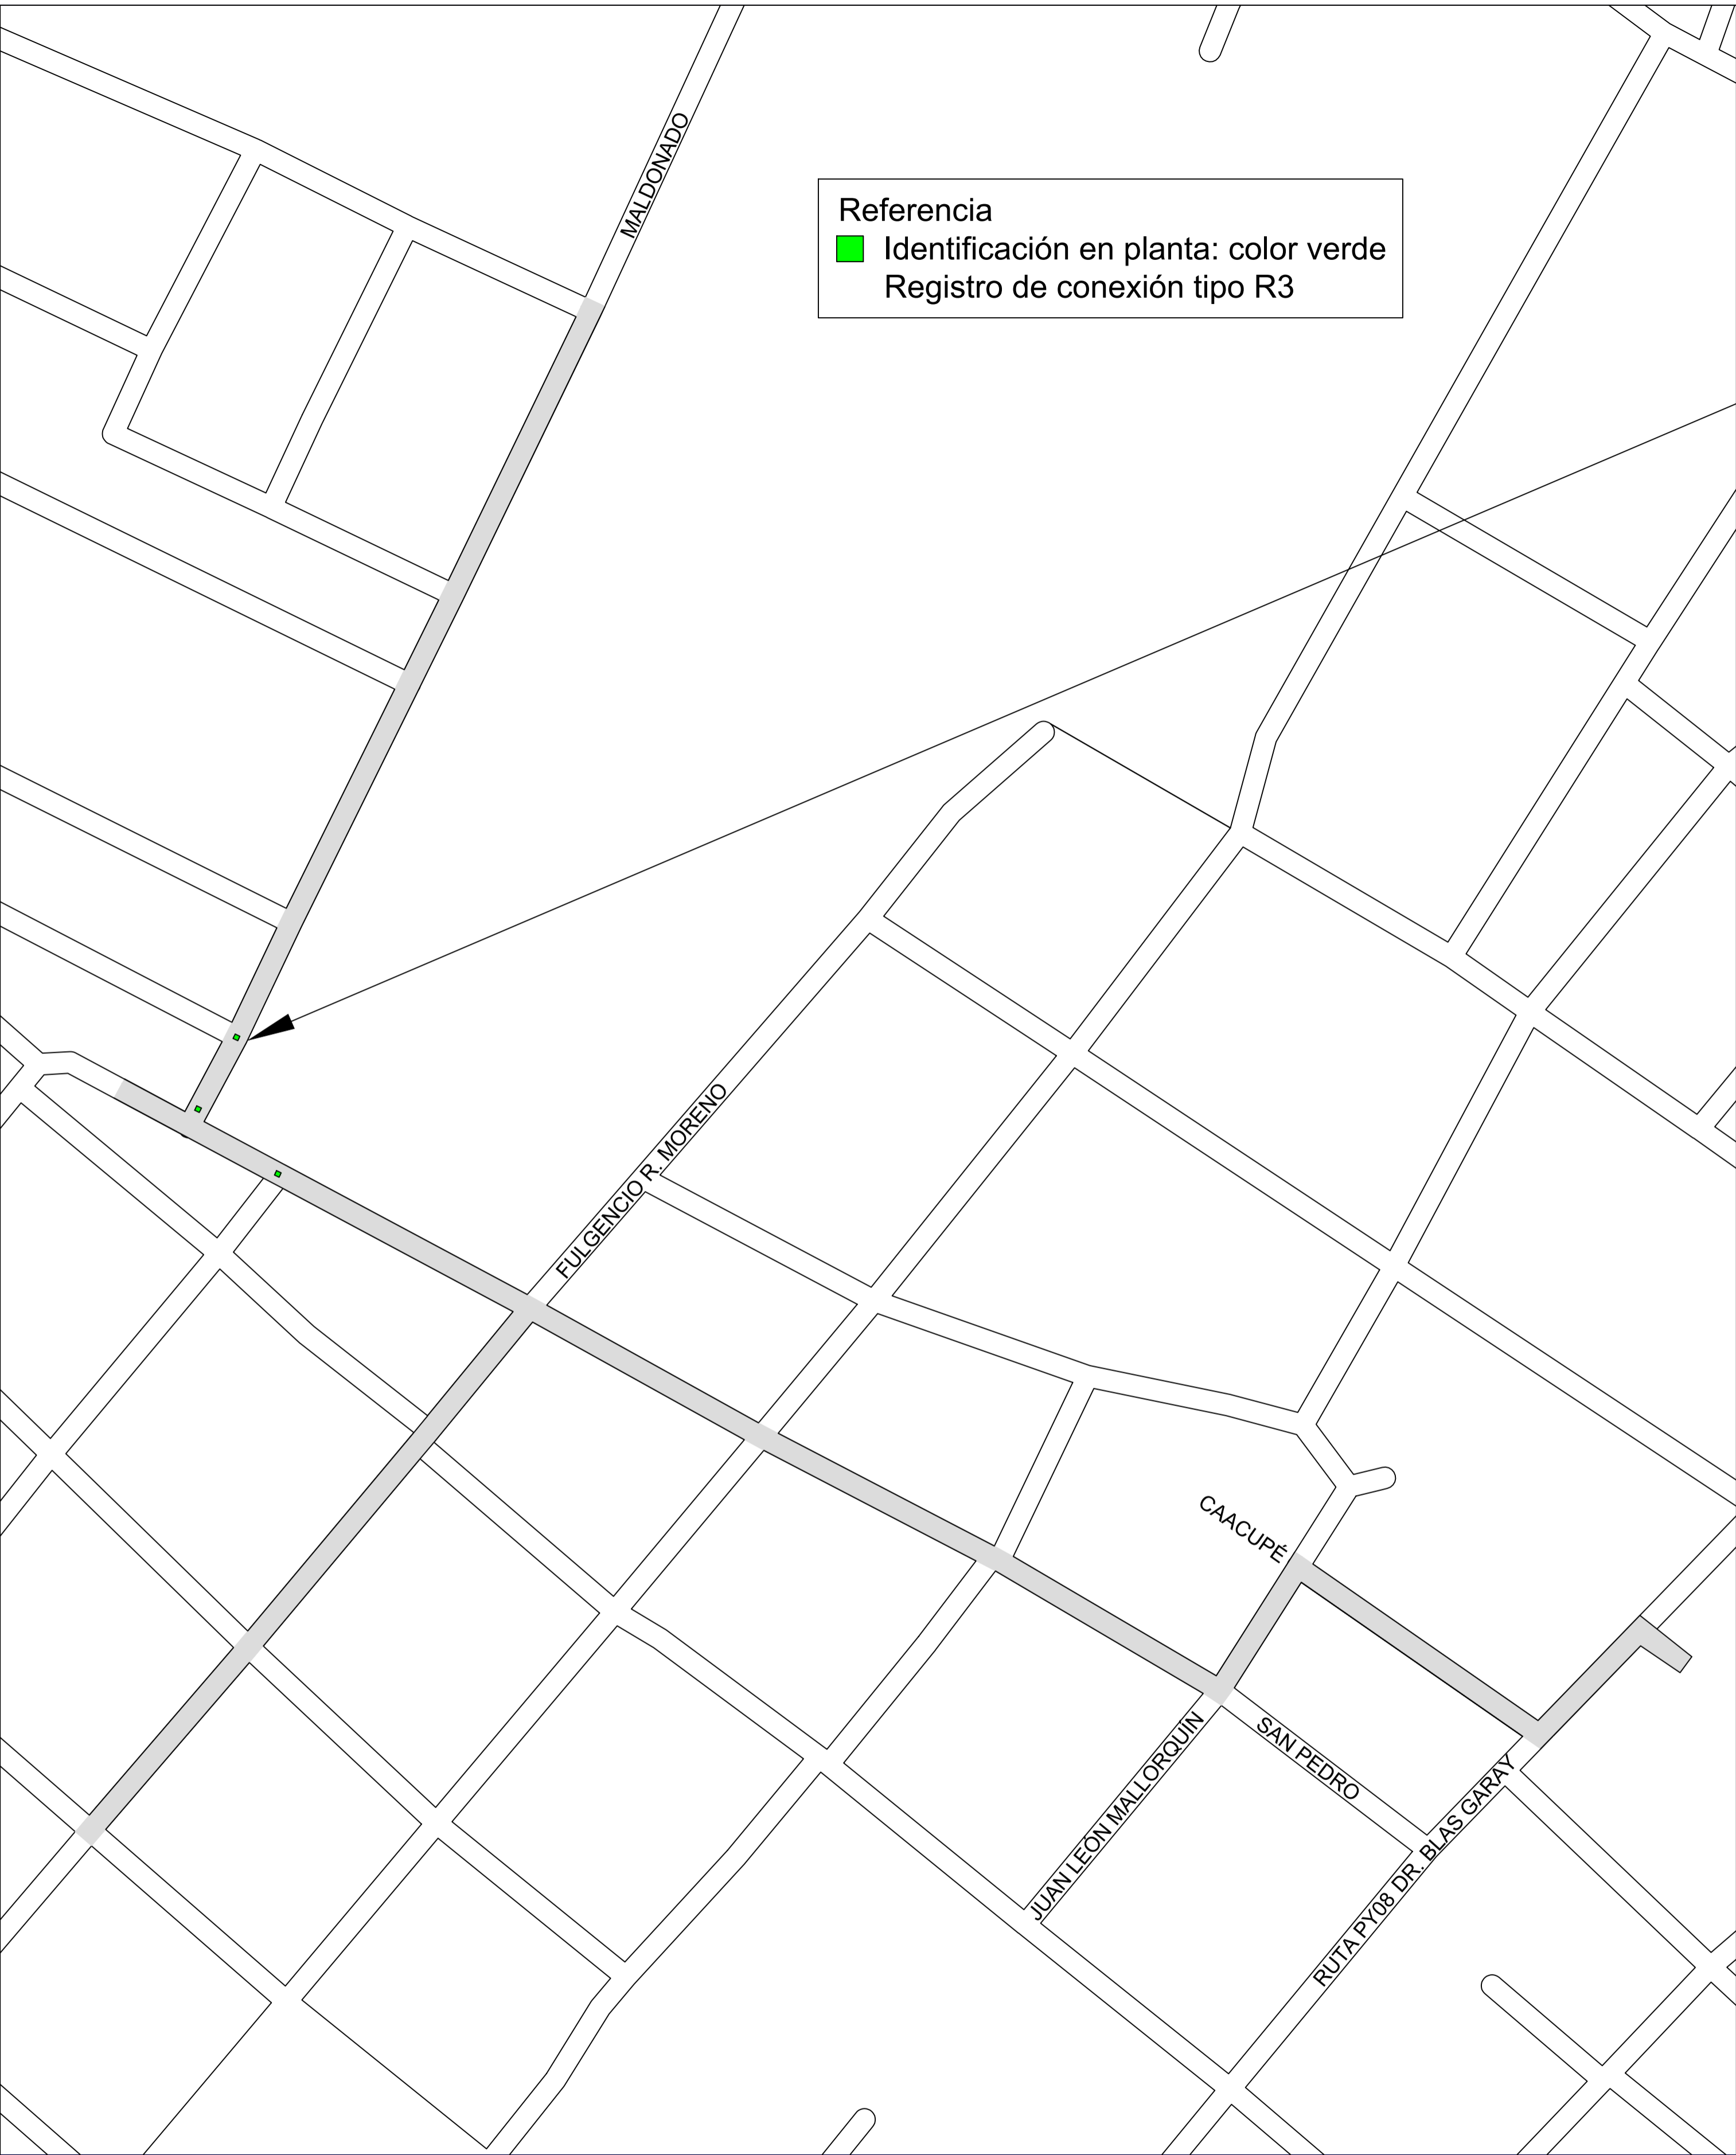 MALDONADO
Referencia
Identificación en planta: color verde
Registro de conexión tipo R3
FULGENCIO R. MORENO
CAACUPÉ
SAN PEDRO
JUAN LEÓN MALLORQUÍN
RUTA PY08 DR. BLAS GARAY